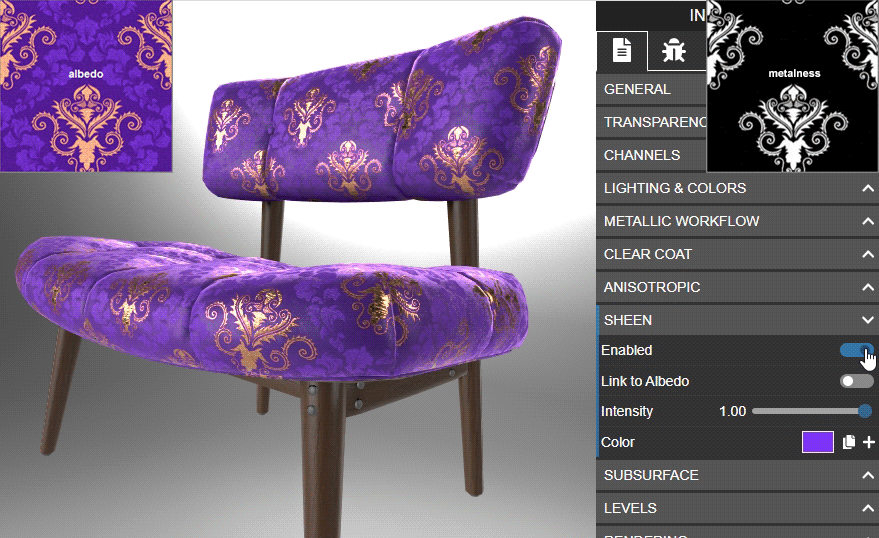 albedo
IN
metalness
GENERAL
TRANSPARENC
CHANNELS
LIGHTING & COLORS
METALLIC WORKFLOW
CLEAR COAT
ANISOTROPIC
SHEEN
Enabled
Link to Albedo
Intensity 1.00
Color
SUBSURFACE
LEVELS
RENDERING